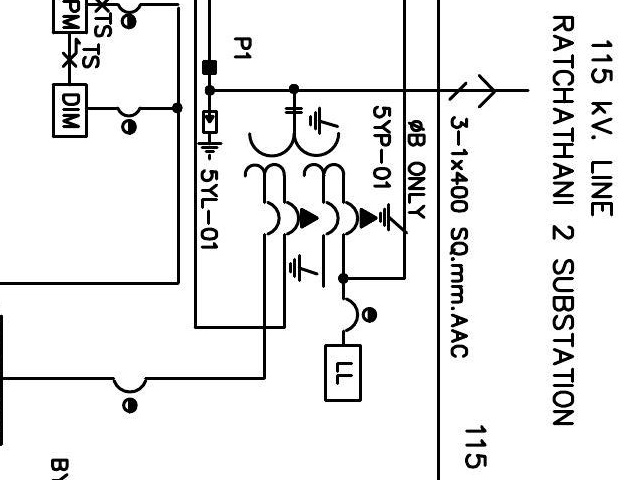 115 kV. LINE
RATCHATHANI 2 SUBSTATION
3-1x400 SQ.mm.AAC
115
øB ONLY
5YP-01
P1
5YL-01
LL
TS
TS
PM
DIM
BY